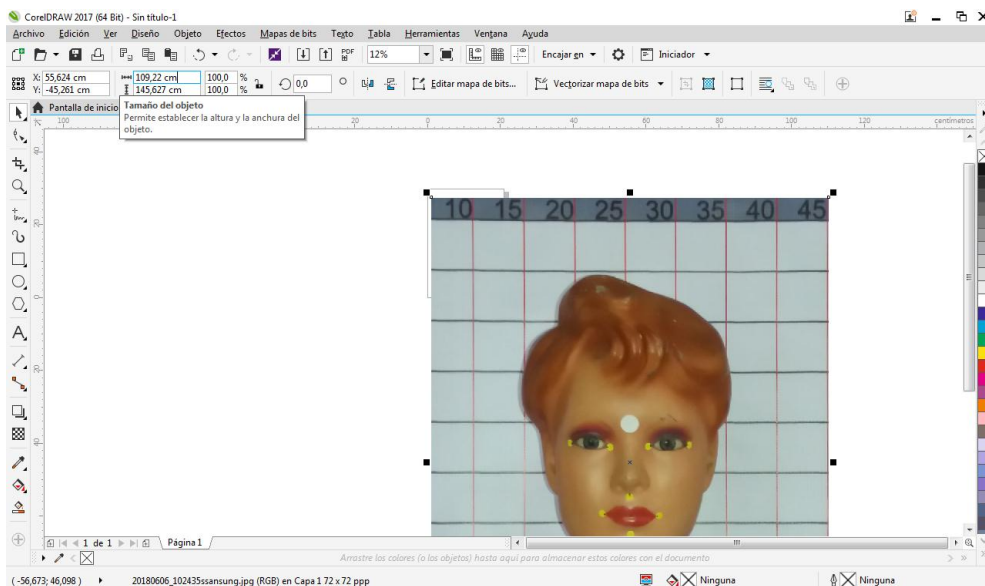 CorelDRAW 2017 (64 Bit) - Sin título-1
Archivo Edición Ver Diseño Objeto Efectos Mapas de bits Texto Tabla Herramientas Ventana Ayuda
PDF 12% Encajar en Iniciador
X: 55,624 cm 109,22 cm 100,0 % 0,0 ° Editar mapa de bits... Vectorizar mapa de bits
Y: -45,261 cm 145,627 cm 100,0 %
Pantalla de inicio
Tamaño del objeto
Permite establecer la altura y la anchura del
objeto.
100 20 0 20 40 60 80 100 120 centímetros
10 15 20 25 30 35 40 45
1 de 1 Página 1
Arrastre los colores (o los objetos) hasta aquí para almacenar estos colores con el documento
( -56,673; 46,098 ) 20180606_102435ssansung.jpg (RGB) en Capa 1 72 x 72 ppp Ninguna Ninguna